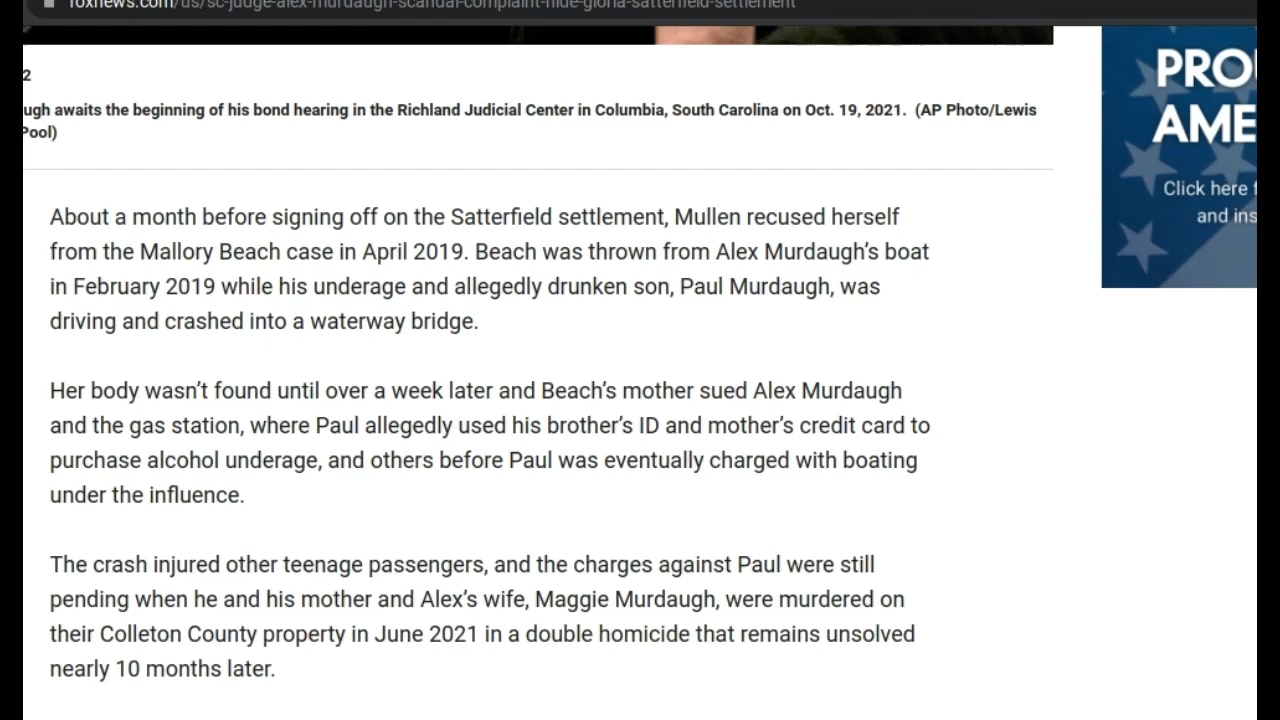 foxnews.com/us/sc-judge-alex-murdaugh-scandal-complaint-hide-gloria-satterfield-settlement
2
ugh awaits the beginning of his bond hearing in the Richland Judicial Center in Columbia, South Carolina on Oct. 19, 2021. (AP Photo/Lewis
Pool)
About a month before signing off on the Satterfield settlement, Mullen recused herself
from the Mallory Beach case in April 2019. Beach was thrown from Alex Murdaugh's boat
in February 2019 while his underage and allegedly drunken son, Paul Murdaugh, was
driving and crashed into a waterway bridge.
Her body wasn't found until over a week later and Beach's mother sued Alex Murdaugh
and the gas station, where Paul allegedly used his brother's ID and mother's credit card to
purchase alcohol underage, and others before Paul was eventually charged with boating
under the influence.
The crash injured other teenage passengers, and the charges against Paul were still
pending when he and his mother and Alex's wife, Maggie Murdaugh, were murdered on
their Colleton County property in June 2021 in a double homicide that remains unsolved
nearly 10 months later.
PROU
AME
Click here f
and ins